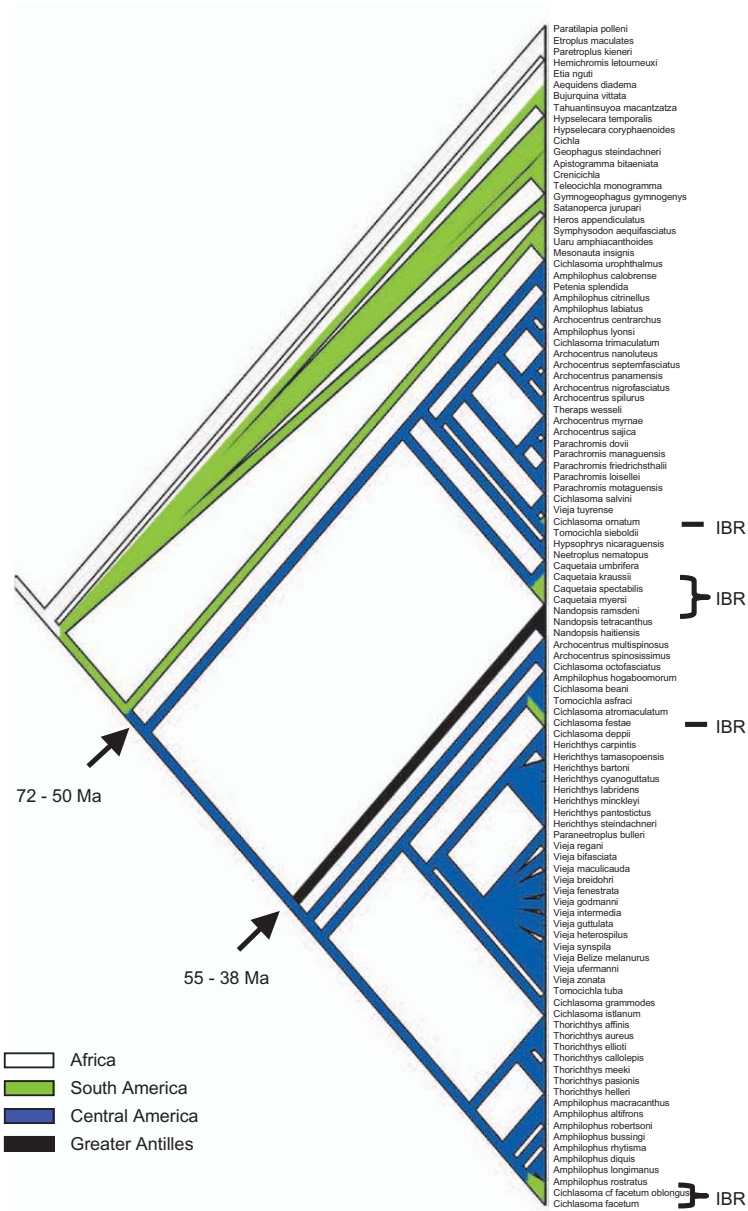 Paratilapia polleni
Etroplus maculates
Paretroplus kieneri
Hemichromis letourneuxi
Etia nguti
Aequidens diadema
Bujurquina vittata
Tahuantinsuyoa macantzatza
Hypselecara temporalis
Hypselecara coryphaenoides
Cichla
Geophagus steindachneri
Apistogramma bitaeniata
Crenicichla
Teleocichla monogramma
Gymnogeophagus gymnogenys
Satanoperca jurupari
Heros appendiculatus
Symphysodon aequifasciatus
Uaru amphiacanthoides
Mesonauta insignis
Cichlasoma urophthalmus
Amphilophus calobrense
Petenia splendida
Amphilophus citrinellus
Amphilophus labiatus
Archocentrus centrarchus
Amphilophus lyonsi
Cichlasoma trimaculatum
Archocentrus nanoluteus
Archocentrus septemfasciatus
Archocentrus panamensis
Archocentrus nigrofasciatus
Archocentrus spilurus
Theraps wesseli
Archocentrus myrnae
Archocentrus sajica
Parachromis dovii
Parachromis managuensis
Parachromis friedrichsthalii
Parachromis loisellei
Parachromis motaguensis
Cichlasoma salvini
Vieja tuyrense
Cichlasoma ornatum
IBR
Tomocichla sieboldii
Hypsophrys nicaraguensis
Neetroplus nematopus
Caquetaia umbrifera
Caquetaia kraussii
Caquetaia spectabilis
IBR
Caquetaia myersi
Nandopsis ramsdeni
Nandopsis tetracanthus
Nandopsis haitiensis
Archocentrus multispinosus
Archocentrus spinosissimus
Cichlasoma octofasciatus
Amphilophus hogaboomorum
Cichlasoma beani
Tomocichla asfraci
Cichlasoma atromaculatum
Cichlasoma festae
IBR
Cichlasoma deppii
Herichthys carpintis
Herichthys tamasopoensis
Herichthys bartoni
Herichthys cyanoguttatus
Herichthys labridens
Herichthys minckleyi
Herichthys pantostictus
Herichthys steindachneri
Paraneetroplus bulleri
Vieja regani
Vieja bifasciata
Vieja maculicauda
Vieja breidohri
Vieja fenestrata
Vieja godmanni
Vieja intermedia
Vieja guttulata
Vieja heterospilus
Vieja synspila
Vieja Belize melanurus
Vieja ufermanni
Vieja zonata
Tomocichla tuba
Cichlasoma grammodes
Cichlasoma istlanum
Thorichthys affinis
Thorichthys aureus
Thorichthys ellioti
Thorichthys callolepis
Thorichthys meeki
Thorichthys pasionis
Thorichthys helleri
Amphilophus macracanthus
Amphilophus altifrons
Amphilophus robertsoni
Amphilophus bussingi
Amphilophus rhytisma
Amphilophus diquis
Amphilophus longimanus
Amphilophus rostratus
Cichlasoma cf facetum oblongus
IBR
Cichlasoma facetum
72 - 50 Ma
55 - 38 Ma
Africa
South America
Central America
Greater Antilles